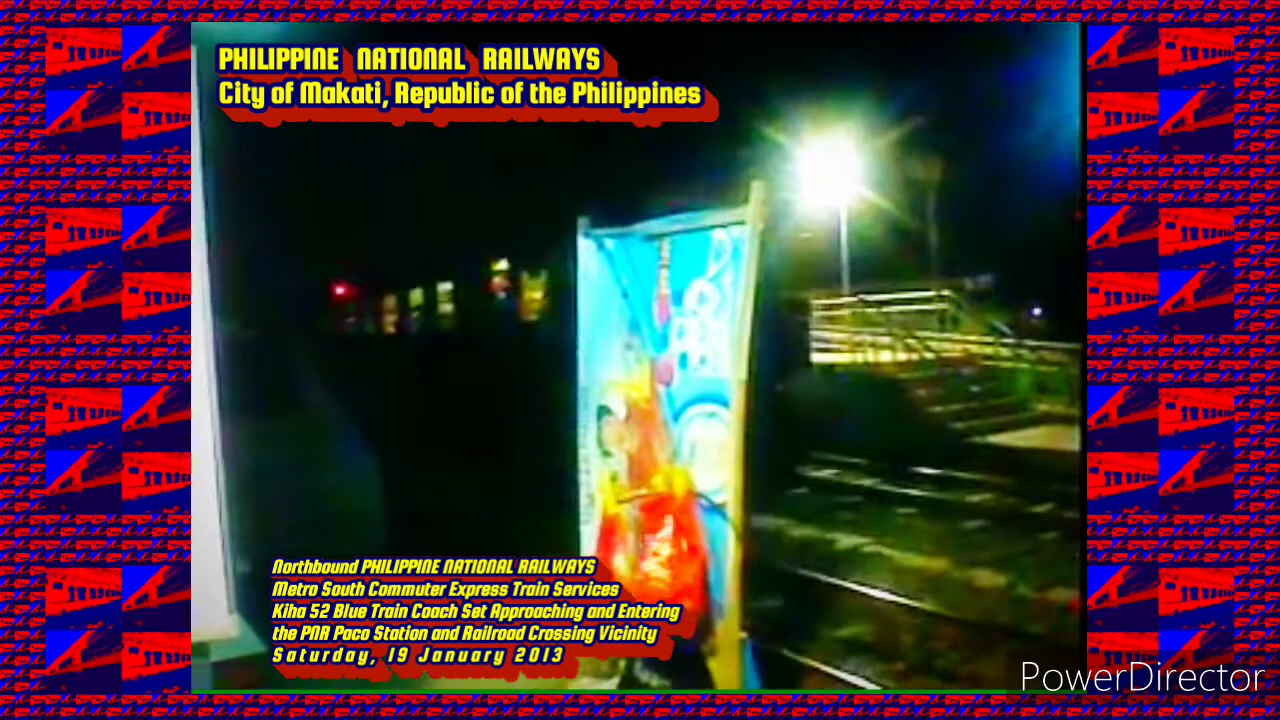 PHILIPPINE NATIONAL RAILWAYS
City of Makati, Republic of the Philippines
Northbound PHILIPPINE NATIONAL RAILWAYS
Metro South Commuter Express Train Services
Kiha 52 Blue Train Coach Set Approaching and Entering
the PNR Paco Station and Railroad Crossing Vicinity
Saturday, 19 January 2013
PowerDirector